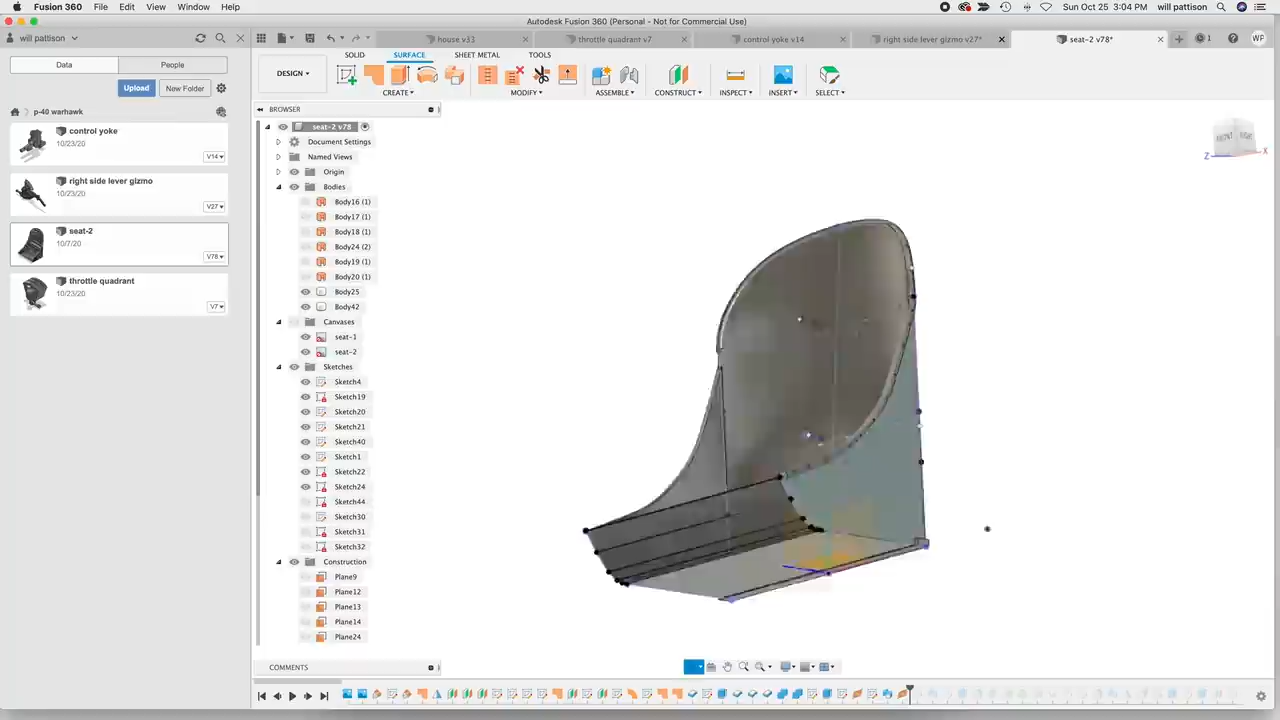 Fusion 360 File Edit View Window Help Sun Oct 25 3:04 PM will pattison
Autodesk Fusion 360 (Personal - Not for Commercial Use)
will pattison
house v33 throttle quadrant v7 control yoke v14 right side lever gizmo v27* seat-2 v78* 1 WP
Data People
Upload New Folder
p-40 warhawk
control yoke
10/23/20
V14
right side lever gizmo
10/23/20
V27
seat-2
10/7/20
V78
throttle quadrant
10/23/20
V7
SOLID SURFACE SHEET METAL TOOLS
DESIGN
CREATE MODIFY ASSEMBLE CONSTRUCT INSPECT INSERT SELECT
BROWSER
seat-2 v78
Document Settings
Named Views
Origin
Bodies
Body16 (1)
Body17 (1)
Body18 (1)
Body24 (2)
Body19 (1)
Body20 (1)
Body25
Body42
Canvases
seat-1
seat-2
Sketches
Sketch4
Sketch19
Sketch20
Sketch21
Sketch40
Sketch1
Sketch22
Sketch24
Sketch44
Sketch30
Sketch31
Sketch32
Construction
Plane9
Plane12
Plane13
Plane14
Plane24
FRONT RIGHT
Z X
COMMENTS